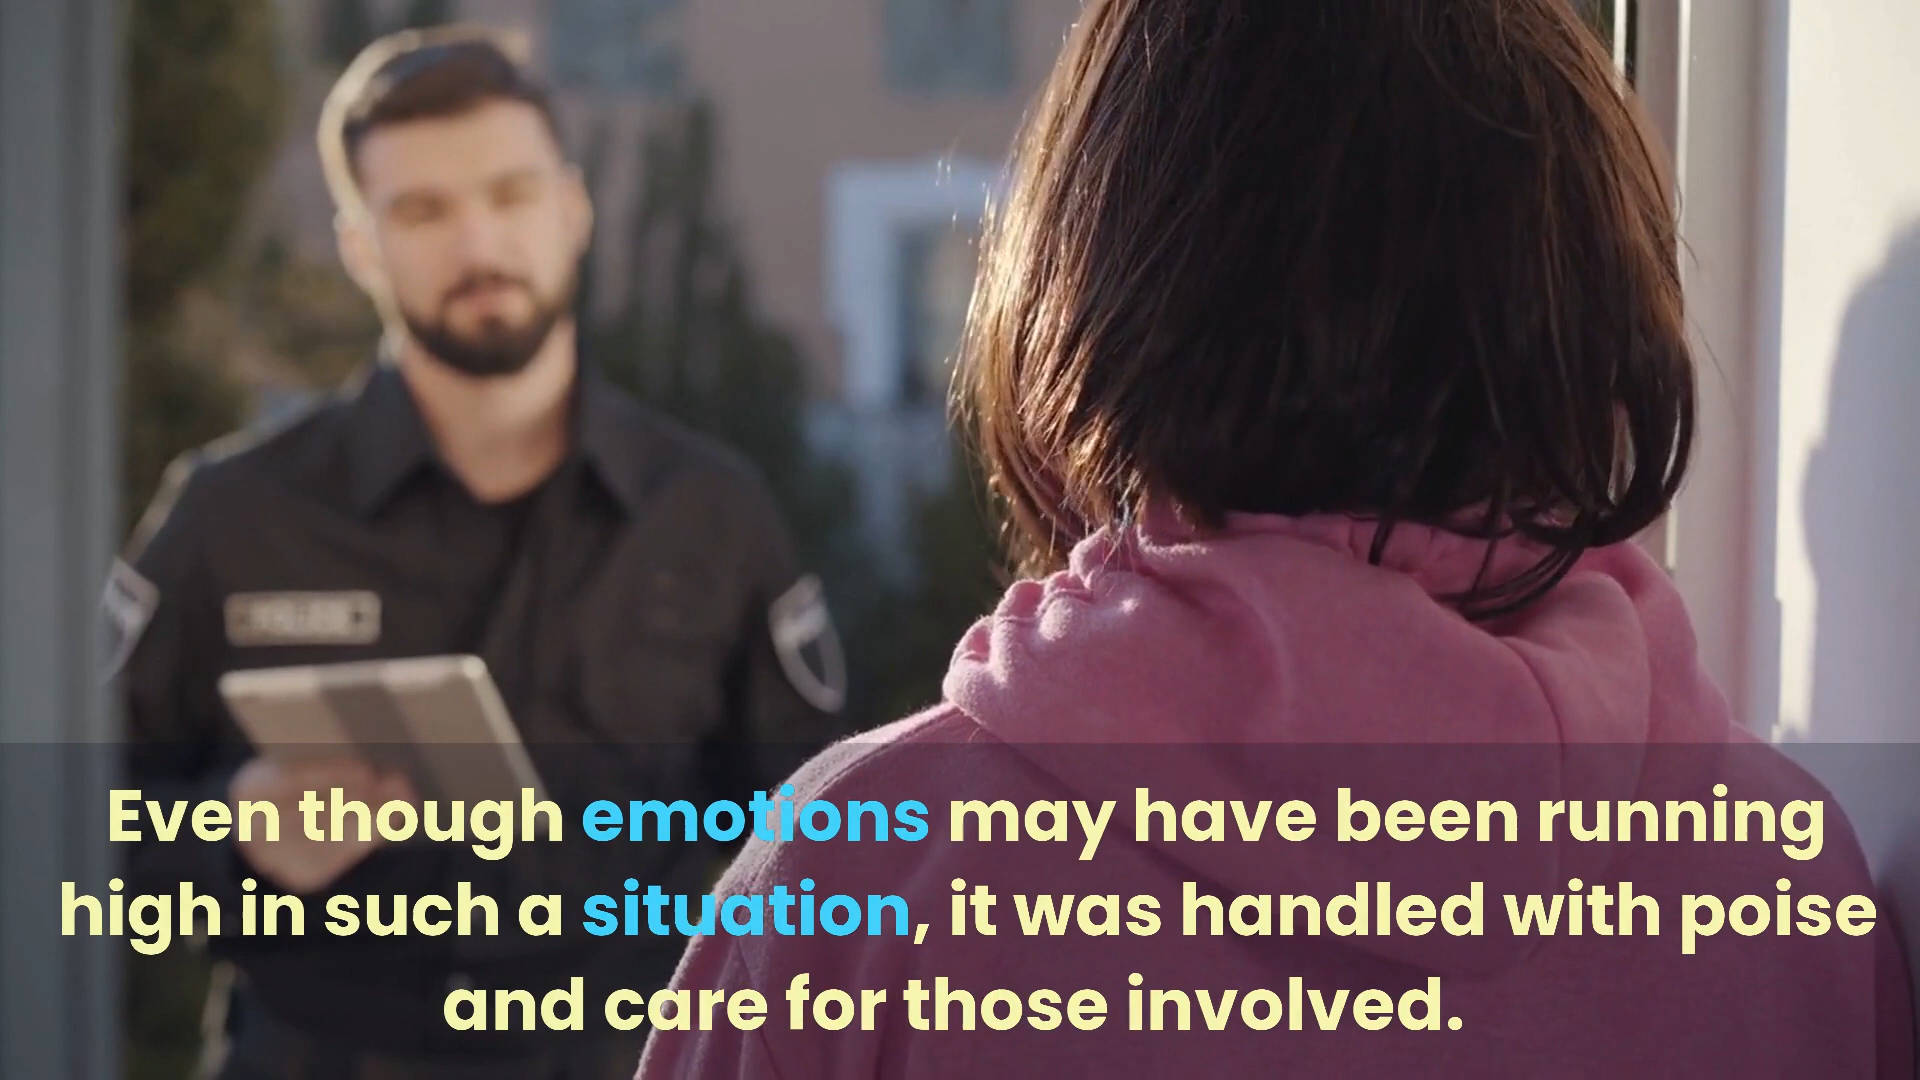 Even though emotions may have been running
high in such a situation, it was handled with poise
and care for those involved.